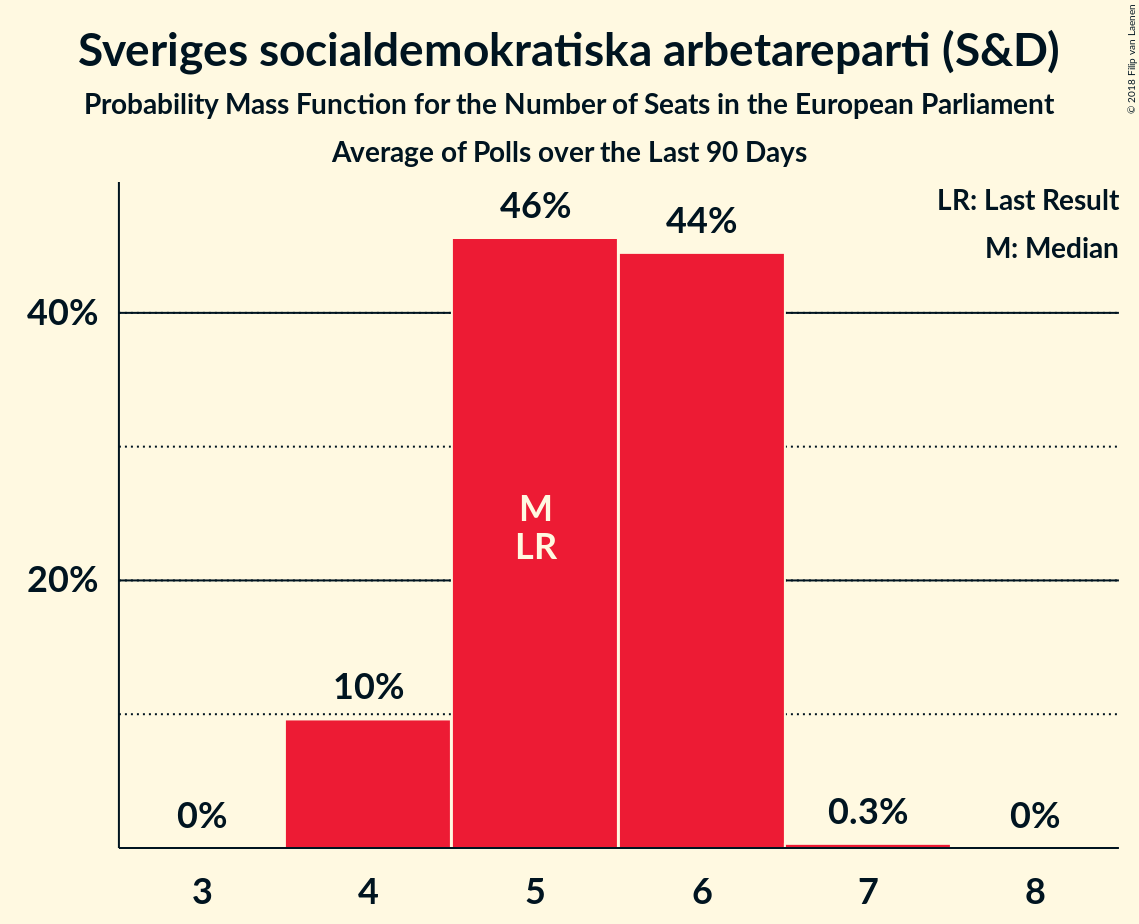 Sveriges socialdemokratiska arbetareparti (S&D)
Probability Mass Function for the Number of Seats in the European Parliament
Average of Polls over the Last 90 Days
© 2018 Filip van Laenen
LR: Last Result
M: Median
46%
44%
40%
M
LR
20%
10%
0%
0.3%
0%
3
4
5
6
7
8